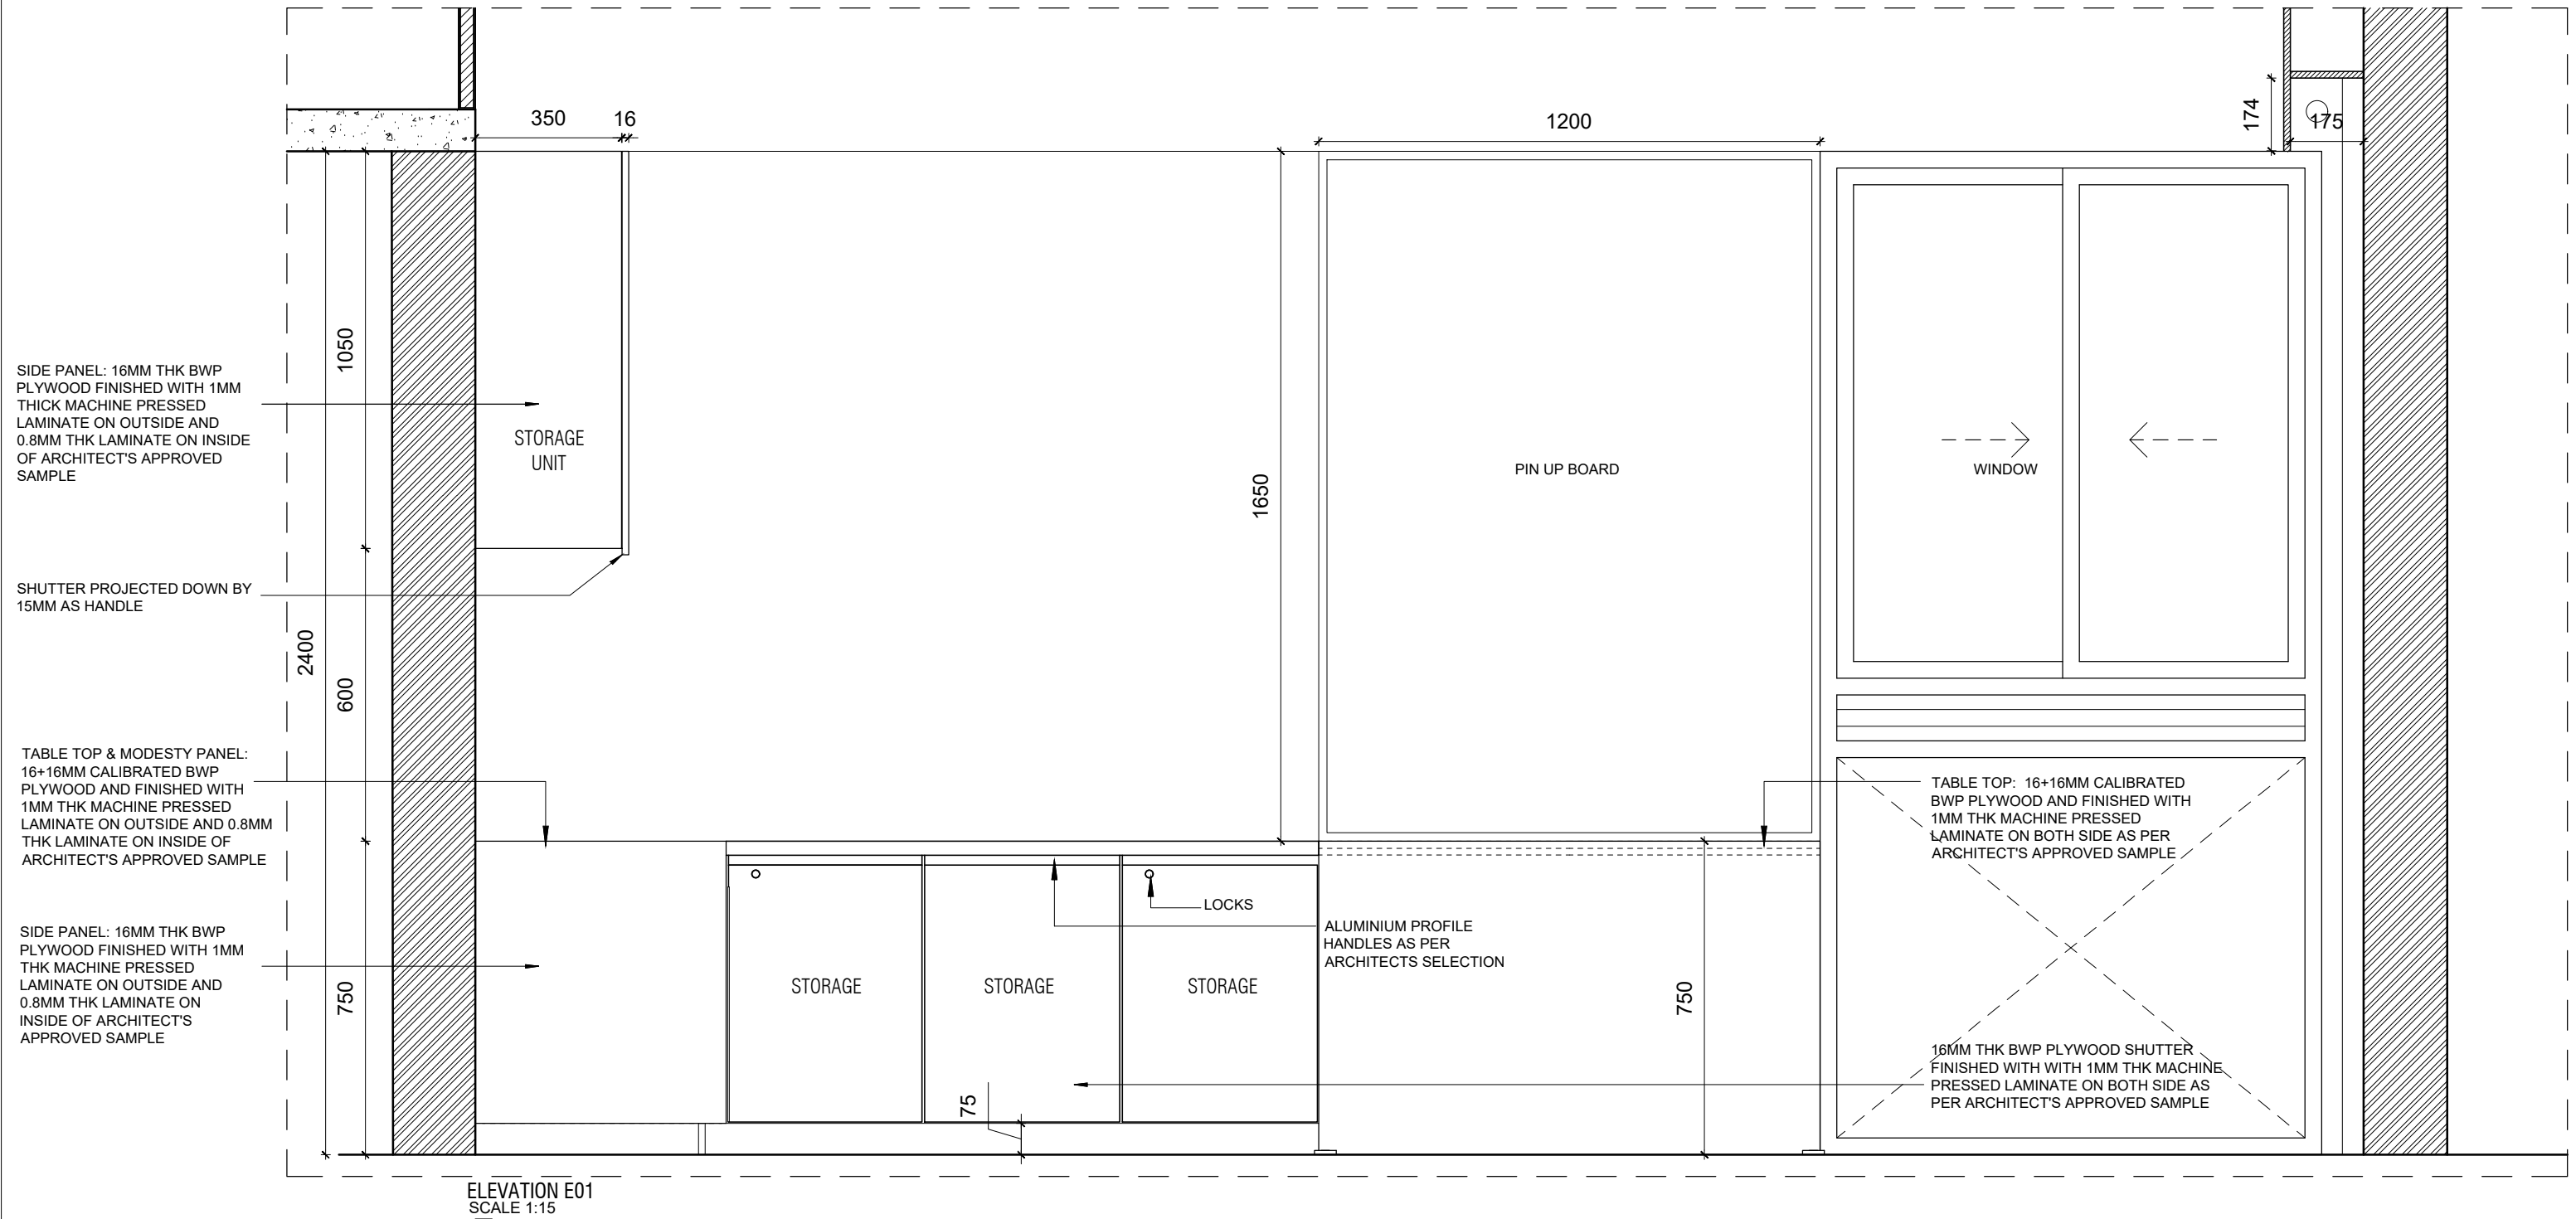 350
16
1200
174
175
1050
1650
2400
600
750
750
75
SIDE PANEL: 16MM THK BWP
PLYWOOD FINISHED WITH 1MM
THICK MACHINE PRESSED
LAMINATE ON OUTSIDE AND
0.8MM THK LAMINATE ON INSIDE
OF ARCHITECT'S APPROVED
SAMPLE
STORAGE
UNIT
PIN UP BOARD
WINDOW
SHUTTER PROJECTED DOWN BY
15MM AS HANDLE
TABLE TOP & MODESTY PANEL:
16+16MM CALIBRATED BWP
PLYWOOD AND FINISHED WITH
1MM THK MACHINE PRESSED
LAMINATE ON OUTSIDE AND 0.8MM
THK LAMINATE ON INSIDE OF
ARCHITECT'S APPROVED SAMPLE
TABLE TOP: 16+16MM CALIBRATED
BWP PLYWOOD AND FINISHED WITH
1MM THK MACHINE PRESSED
LAMINATE ON BOTH SIDE AS PER
ARCHITECT'S APPROVED SAMPLE
SIDE PANEL: 16MM THK BWP
PLYWOOD FINISHED WITH 1MM
THK MACHINE PRESSED
LAMINATE ON OUTSIDE AND
0.8MM THK LAMINATE ON
INSIDE OF ARCHITECT'S
APPROVED SAMPLE
LOCKS
ALUMINIUM PROFILE
HANDLES AS PER
ARCHITECTS SELECTION
STORAGE
STORAGE
STORAGE
16MM THK BWP PLYWOOD SHUTTER
FINISHED WITH WITH 1MM THK MACHINE
PRESSED LAMINATE ON BOTH SIDE AS
PER ARCHITECT'S APPROVED SAMPLE
ELEVATION E01
SCALE 1:15